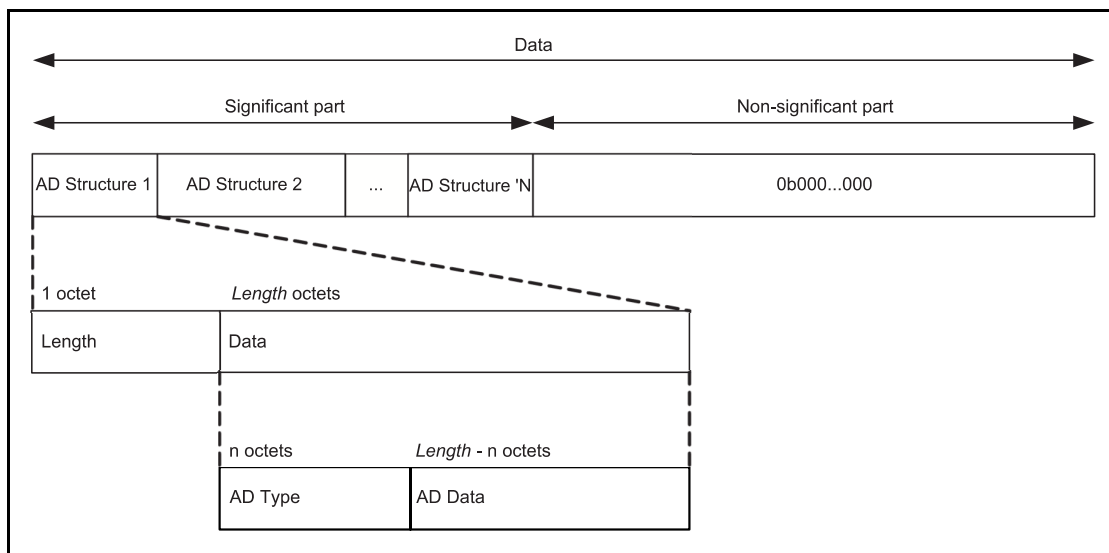 Data
Significant part Non-significant part
AD Structure 1 AD Structure 2 ... AD Structure 'N 0b000...000
1 octet Length octets
Length Data
n octets Length - n octets
AD Type AD Data